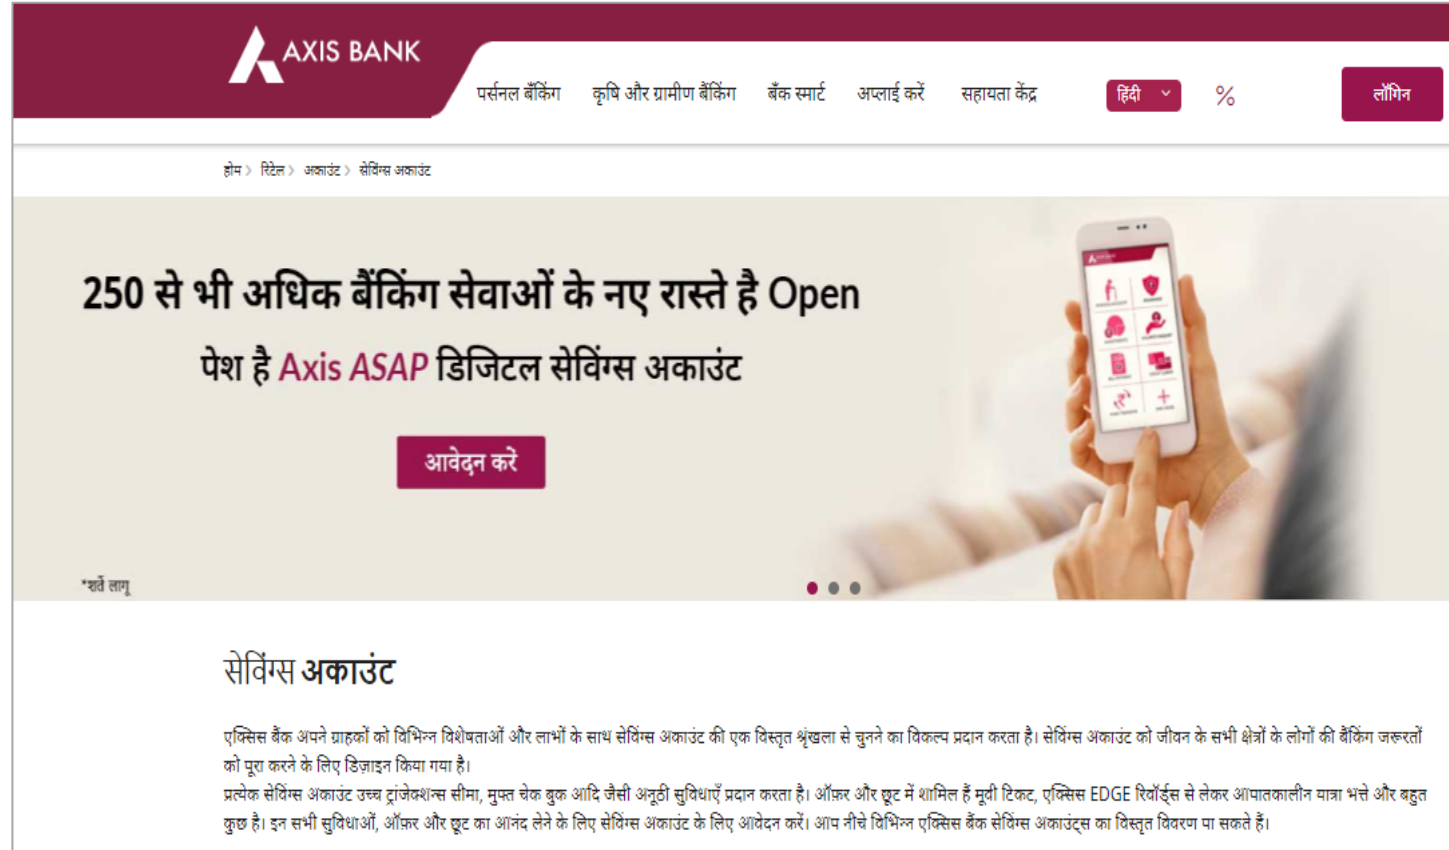 AXIS BANK
पर्सनल बैंकिंग कृषि और ग्रामीण बैंकिंग बैंक स्मार्ट अप्लाई करें सहायता केंद्र हिंदी % लॉगिन
होम > रिटेल > अकाउंट > सेविंग्स अकाउंट
250 से भी अधिक बैंकिंग सेवाओं के नए रास्ते है Open
पेश है Axis ASAP डिजिटल सेविंग्स अकाउंट
आवेदन करें
*शर्ते लागू
सेविंग्स अकाउंट
एक्सिस बैंक अपने ग्राहकों को विभिन्न विशेषताओं और लाभों के साथ सेविंग्स अकाउंट की एक विस्तृत श्रृंखला से चुनने का विकल्प प्रदान करता है। सेविंग्स अकाउंट को जीवन के सभी क्षेत्रों के लोगों की बैंकिंग जरूरतों
को पूरा करने के लिए डिज़ाइन किया गया है।
प्रत्येक सेविंग्स अकाउंट उच्च ट्रांजेक्शन्स सीमा, मुफ्त चेक बुक आदि जैसी अनूठी सुविधाएँ प्रदान करता है। ऑफ़र और छूट में शामिल हैं मूवी टिकट, एक्सिस EDGE रिवॉर्ड्स से लेकर आपातकालीन यात्रा भत्ते और बहुत
कुछ है। इन सभी सुविधाओं, ऑफ़र और छूट का आनंद लेने के लिए सेविंग्स अकाउंट के लिए आवेदन करें। आप नीचे विभिन्न एक्सिस बैंक सेविंग्स अकाउंट्स का विस्तृत विवरण पा सकते हैं।